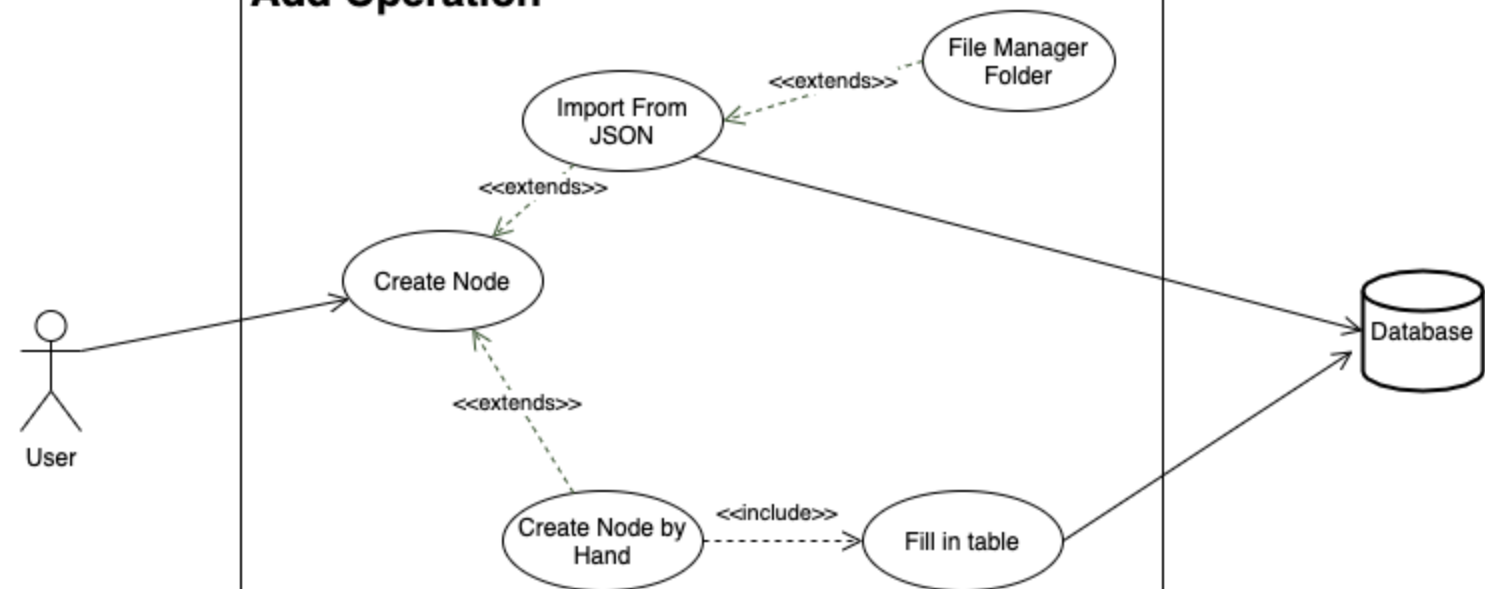 Add Operation
File Manager
Folder
<<extends>>
Import From
JSON
<<extends>>
Create Node
Database
<<extends>>
User
<<include>>
Create Node by
Hand
Fill in table